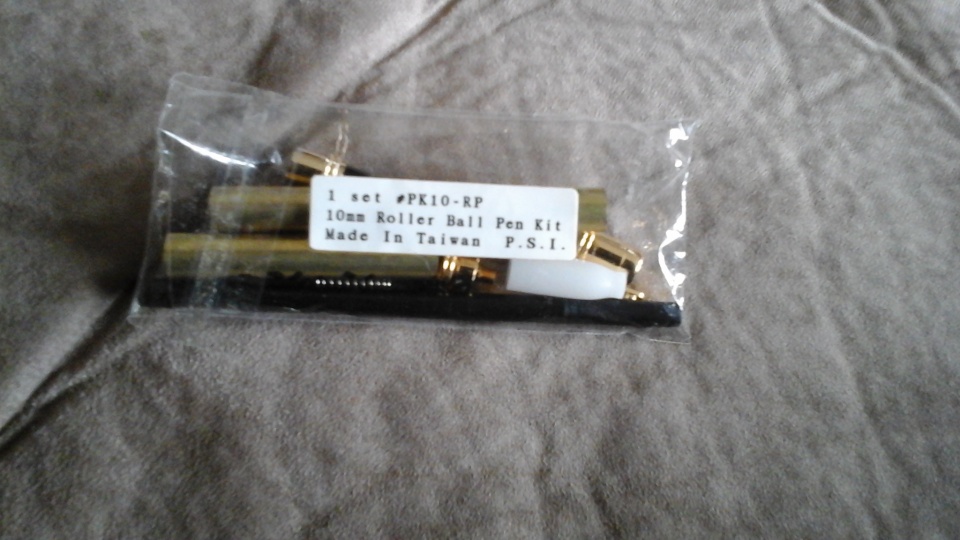 1 set #PK10-RP
10mm Roller Ball Pen Kit
Made In Taiwan P.S.I.